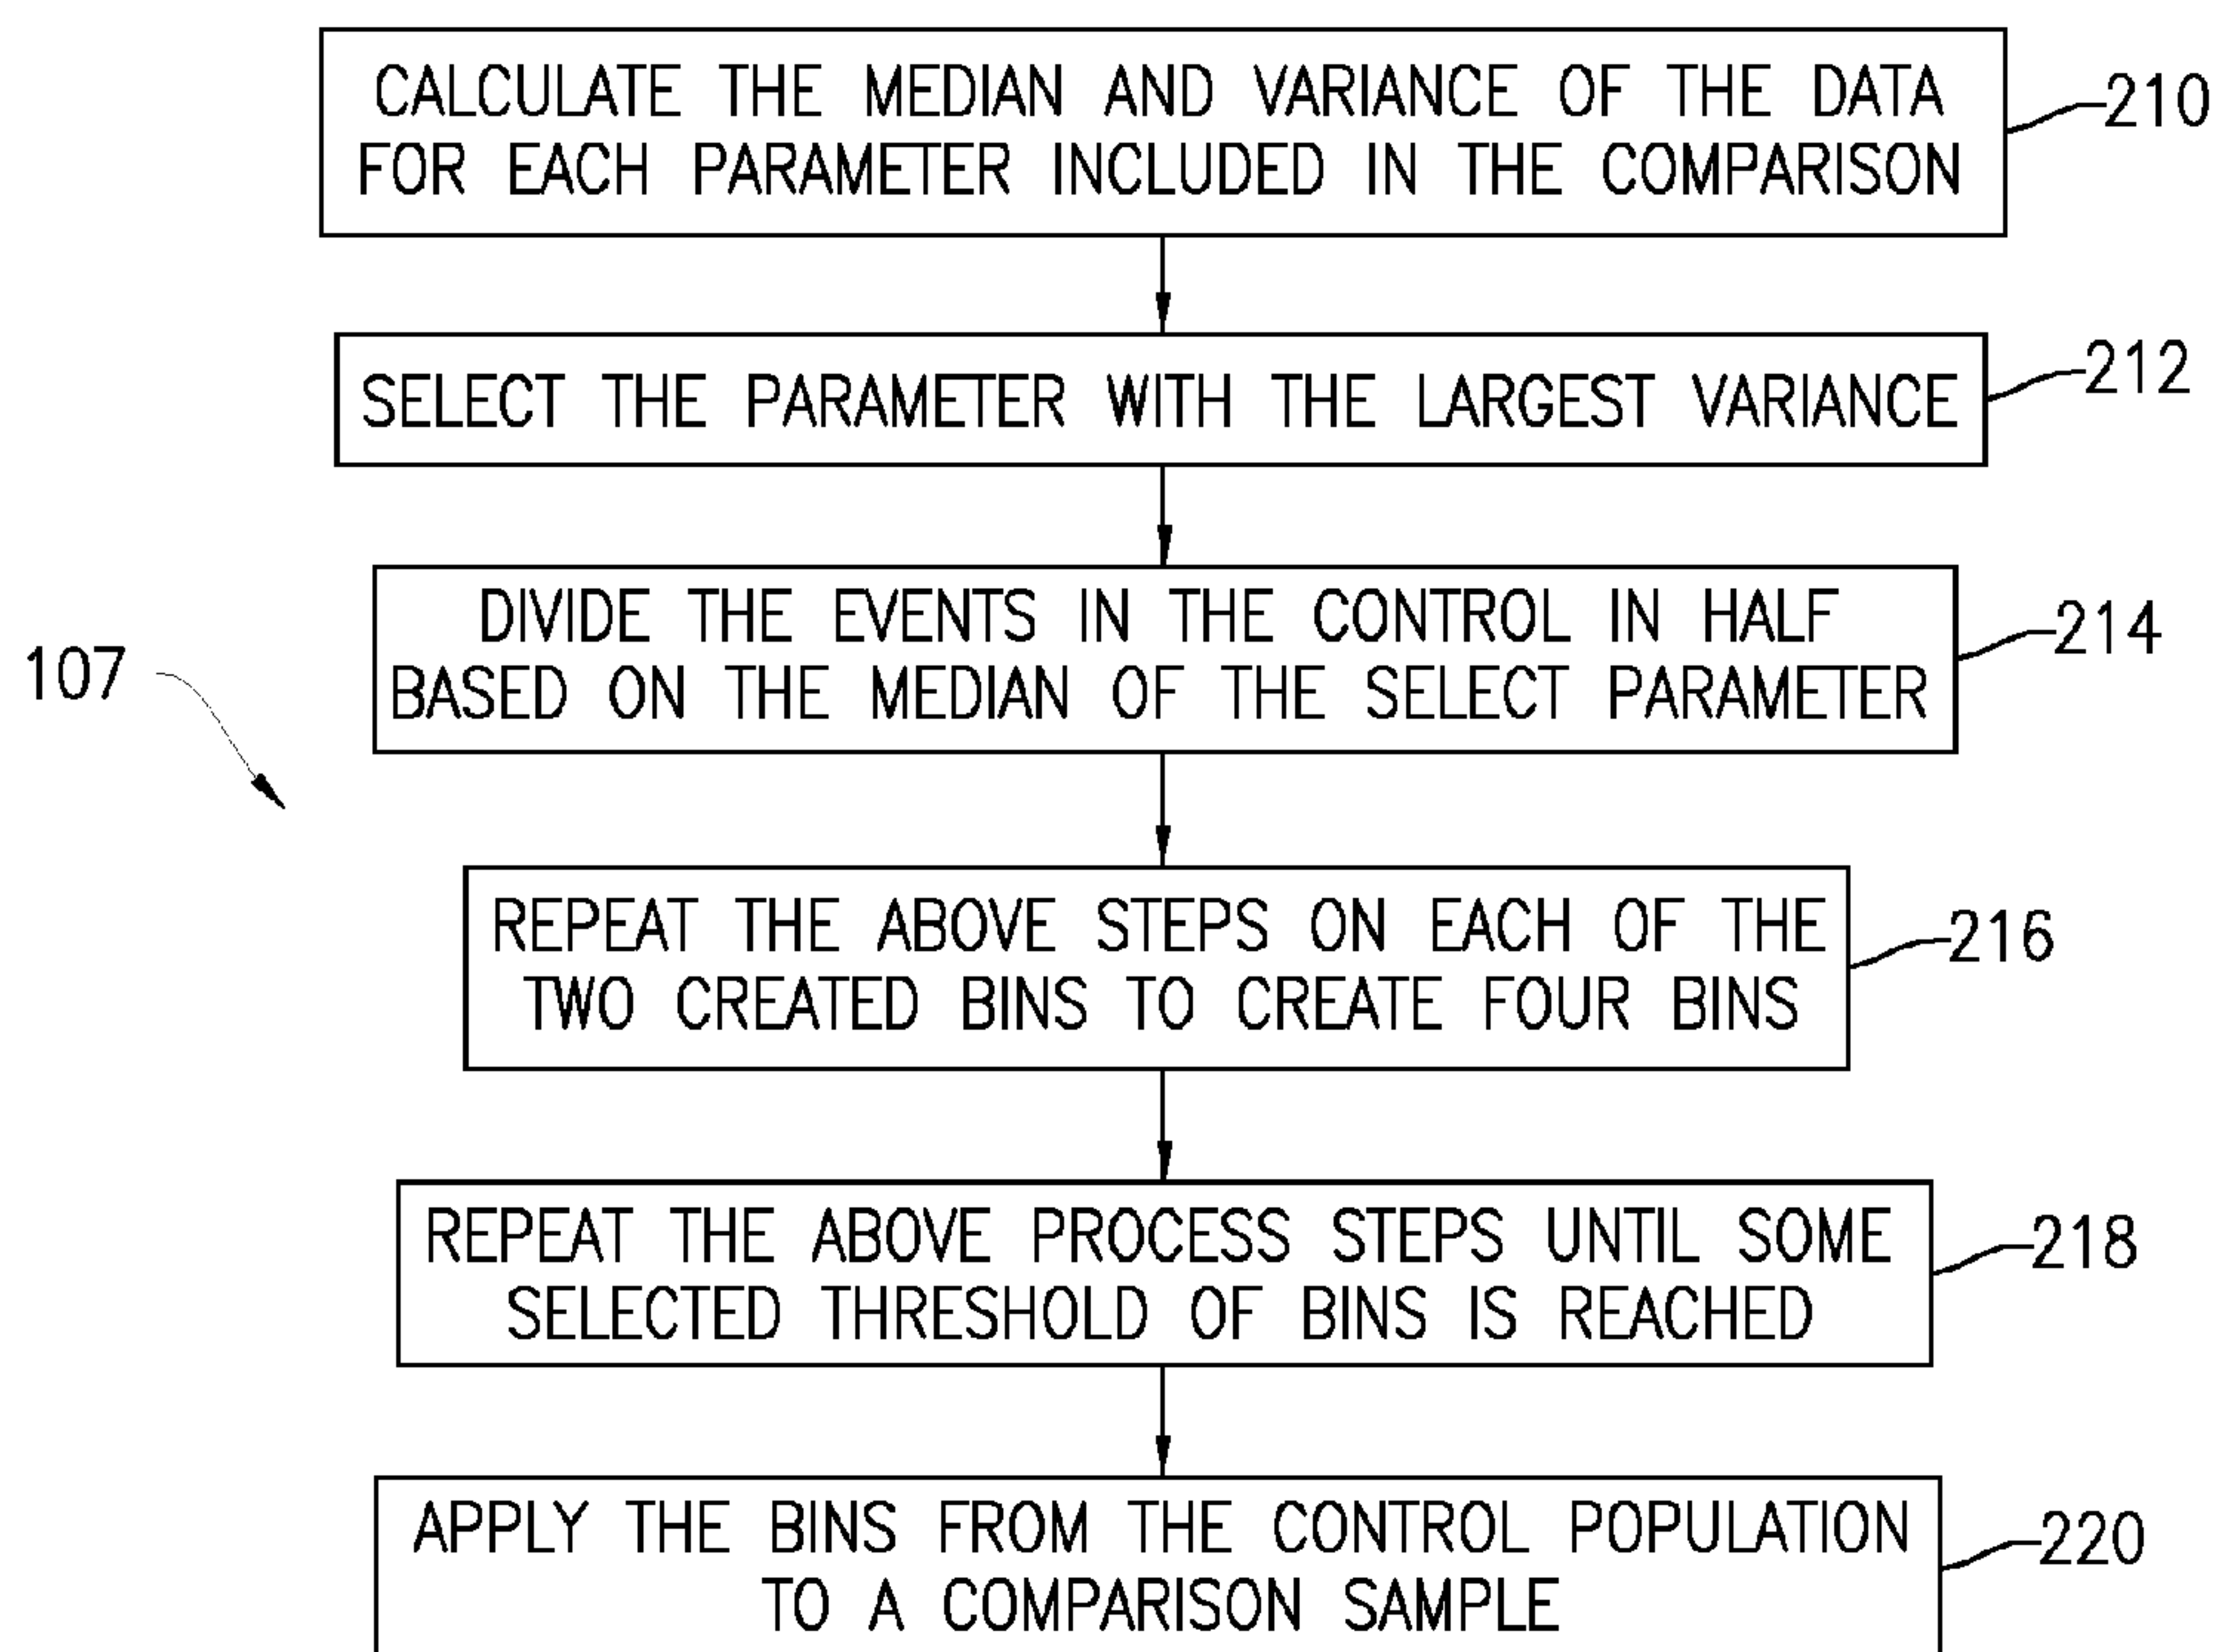 CALCULATE THE MEDIAN AND VARIANCE OF THE DATA
FOR EACH PARAMETER INCLUDED IN THE COMPARISON
210
SELECT THE PARAMETER WITH THE LARGEST VARIANCE
212
DIVIDE THE EVENTS IN THE CONTROL IN HALF
BASED ON THE MEDIAN OF THE SELECT PARAMETER
214
107
REPEAT THE ABOVE STEPS ON EACH OF THE
TWO CREATED BINS TO CREATE FOUR BINS
216
REPEAT THE ABOVE PROCESS STEPS UNTIL SOME
SELECTED THRESHOLD OF BINS IS REACHED
218
APPLY THE BINS FROM THE CONTROL POPULATION
TO A COMPARISON SAMPLE
220